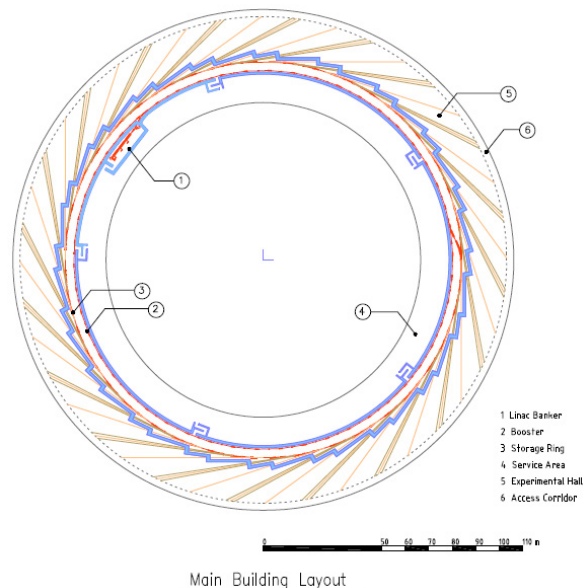 5
6
1
3
2
4
1 Linac Banker
2 Booster
3 Storage Ring
4 Service Area
5 Experimental Hall
6 Access Corridor
0 50 60 70 80 90 100 110 m
Main Building Layout